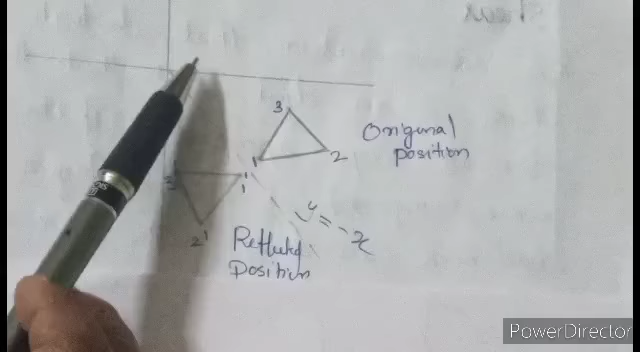 3
Original
position
1
2
3'
1'
y = -x
2'
Reflected
Position
PowerDirector